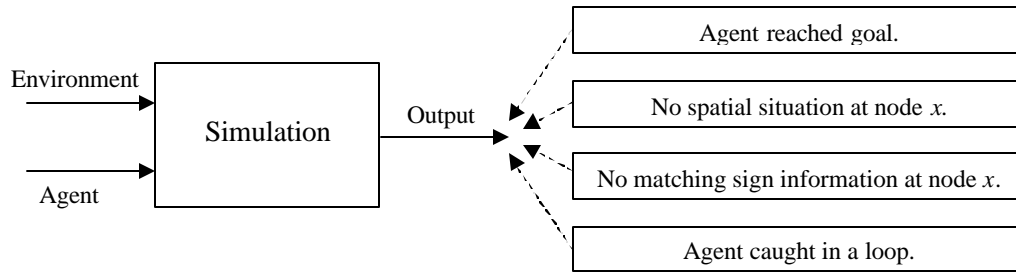 Environment
Agent
Simulation
Output
Agent reached goal.
No spatial situation at node x.
No matching sign information at node x.
Agent caught in a loop.